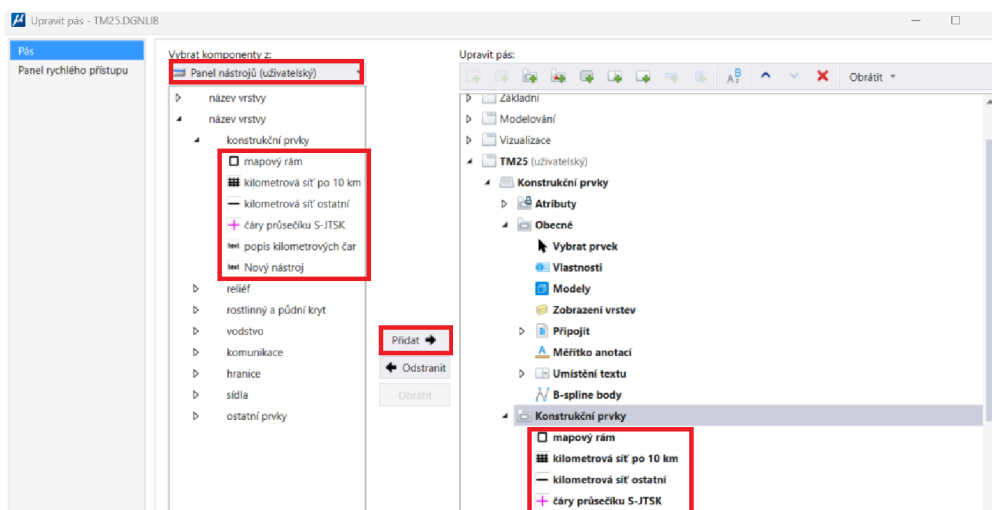 Upravit pás - TM25.DGNLIB
Pás
Panel rychlého přístupu
Vybrat komponenty z:
Panel nástrojů (uživatelský)
název vrstvy
název vrstvy
konstrukční prvky
mapový rám
kilometrová síť po 10 km
kilometrová síť ostatní
čáry průsečíku S-JTSK
text popis kilometrových čar
text Nový nástroj
reliéf
rostlinný a půdní kryt
vodstvo
komunikace
hranice
sídla
ostatní prvky
Přidat
Odstranit
Obrátit
Upravit pás:
Obrátit
Základní
Modelování
Vizualizace
TM25 (uživatelský)
Konstrukční prvky
Atributy
Obecné
Vybrat prvek
Vlastnosti
Modely
Zobrazení vrstev
Připojit
Měřítko anotací
Umístění textu
B-spline body
Konstrukční prvky
mapový rám
kilometrová síť po 10 km
kilometrová síť ostatní
čáry průsečíku S-JTSK